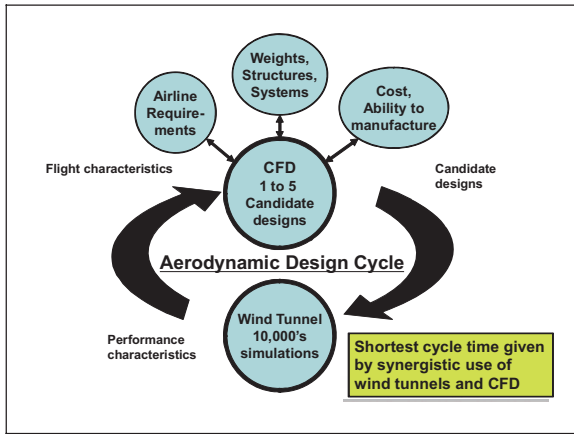 Weights,
Structures,
Systems
Airline
Require-
ments
Cost,
Ability to
manufacture
Flight characteristics
CFD
1 to 5
Candidate
designs
Candidate
designs
Aerodynamic Design Cycle
Wind Tunnel
10,000's
simulations
Performance
characteristics
Shortest cycle time given
by synergistic use of
wind tunnels and CFD